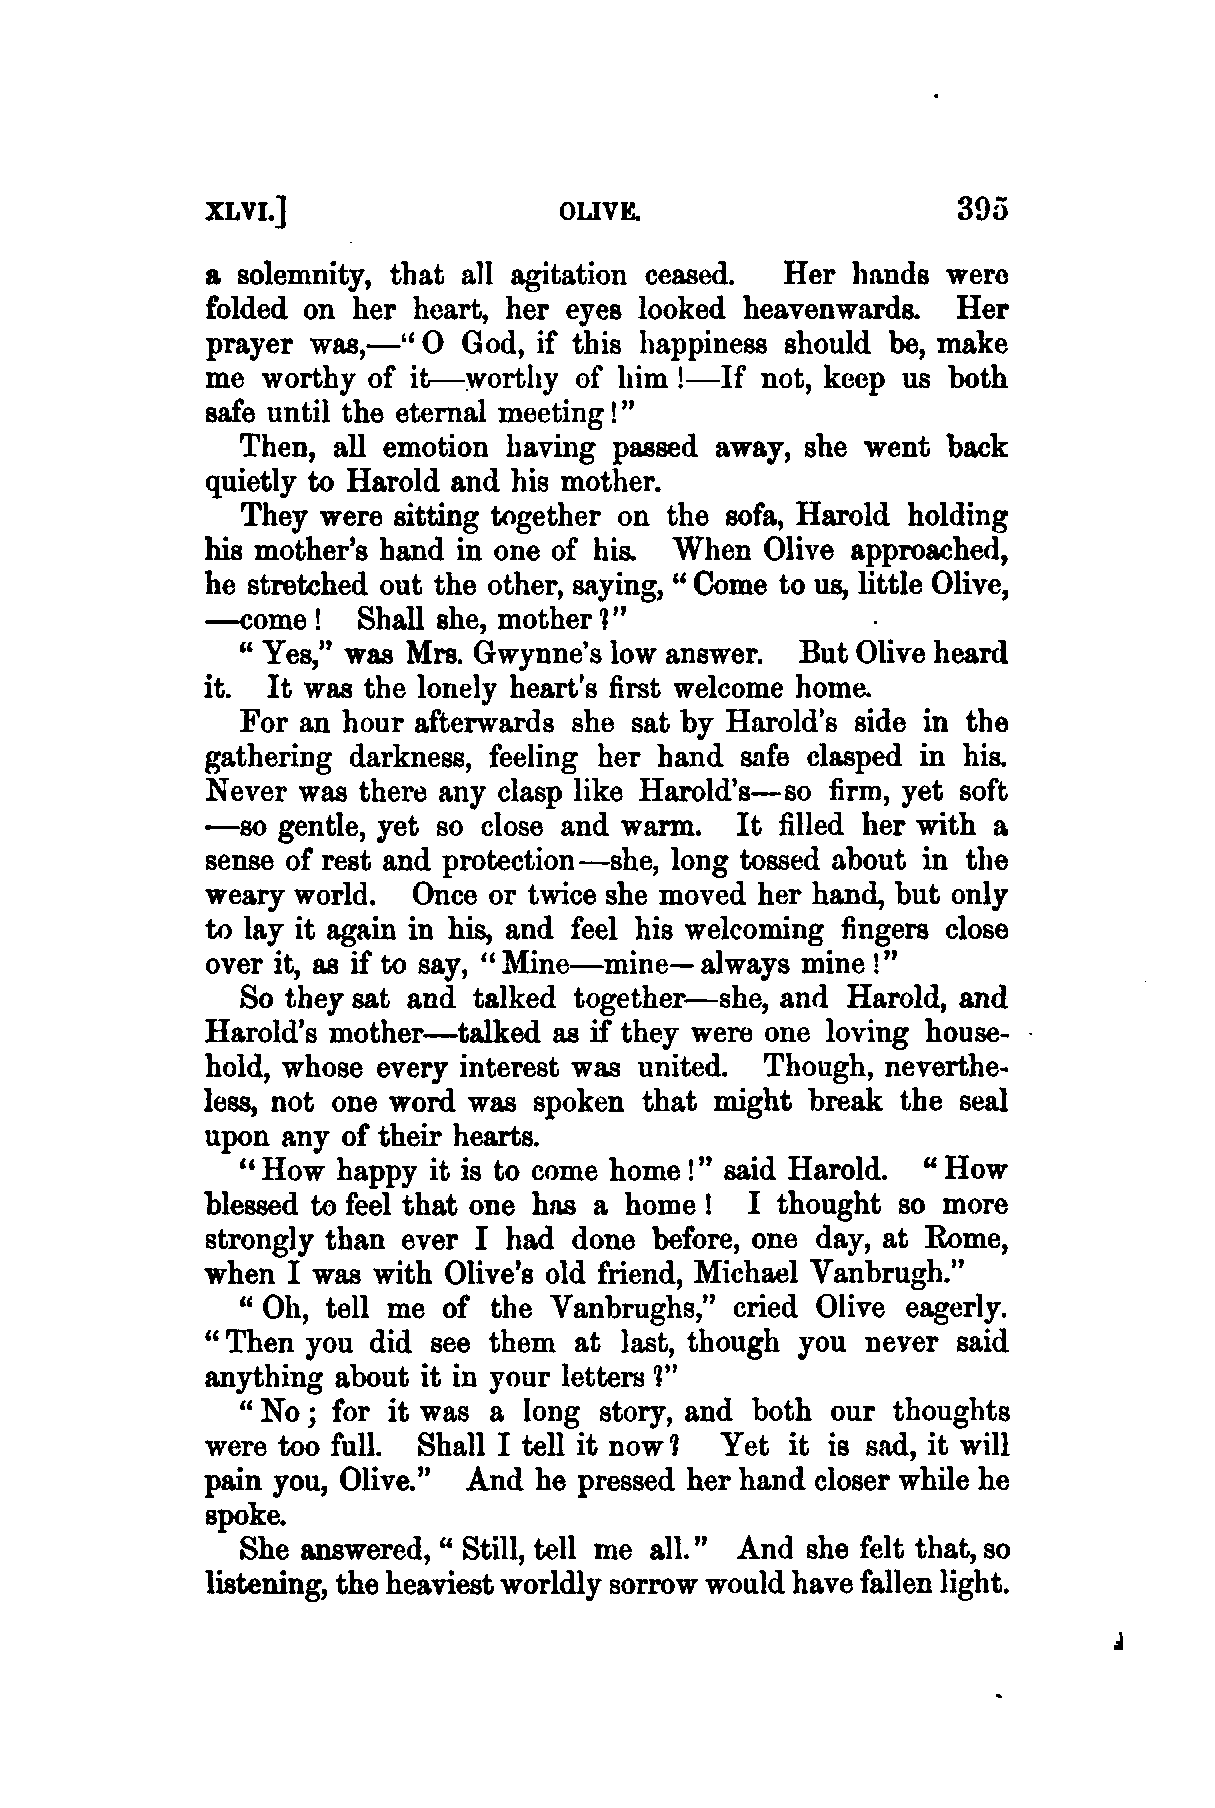 XLVI.] OLIVE. 395
a solemnity, that all agitation ceased. Her hands were
folded on her heart, her eyes looked heavenwards. Her
prayer was,—“O God, if this happiness should be, make
me worthy of it—worthy of him!—If not, keep us both
safe until the eternal meeting!”
Then, all emotion having passed away, she went back
quietly to Harold and his mother.
They were sitting together on the sofa, Harold holding
his mother's hand in one of his. When Olive approached,
he stretched out the other, saying, “Come to us, little Olive,
—come! Shall she, mother?”
“Yes,” was Mrs. Gwynne's low answer. But Olive heard
it. It was the lonely heart's first welcome home.
For an hour afterwards she sat by Harold's side in the
gathering darkness, feeling her hand safe clasped in his.
Never was there any clasp like Harold's—so firm, yet soft
—so gentle, yet so close and warm. It filled her with a
sense of rest and protection—she, long tossed about in the
weary world. Once or twice she moved her hand, but only
to lay it again in his, and feel his welcoming fingers close
over it, as if to say, “Mine—mine—always mine!”
So they sat and talked together—she, and Harold, and
Harold's mother—talked as if they were one loving house-
hold, whose every interest was united. Though, neverthe-
less, not one word was spoken that might break the seal
upon any of their hearts.
“How happy it is to come home!” said Harold. “How
blessed to feel that one has a home! I thought so more
strongly than ever I had done before, one day, at Rome,
when I was with Olive's old friend, Michael Vanbrugh.”
“Oh, tell me of the Vanbrughs,” cried Olive eagerly.
“Then you did see them at last, though you never said
anything about it in your letters?”
“No; for it was a long story, and both our thoughts
were too full. Shall I tell it now? Yet it is sad, it will
pain you, Olive.” And he pressed her hand closer while he
spoke.
She answered, “Still, tell me all.” And she felt that, so
listening, the heaviest worldly sorrow would have fallen light.